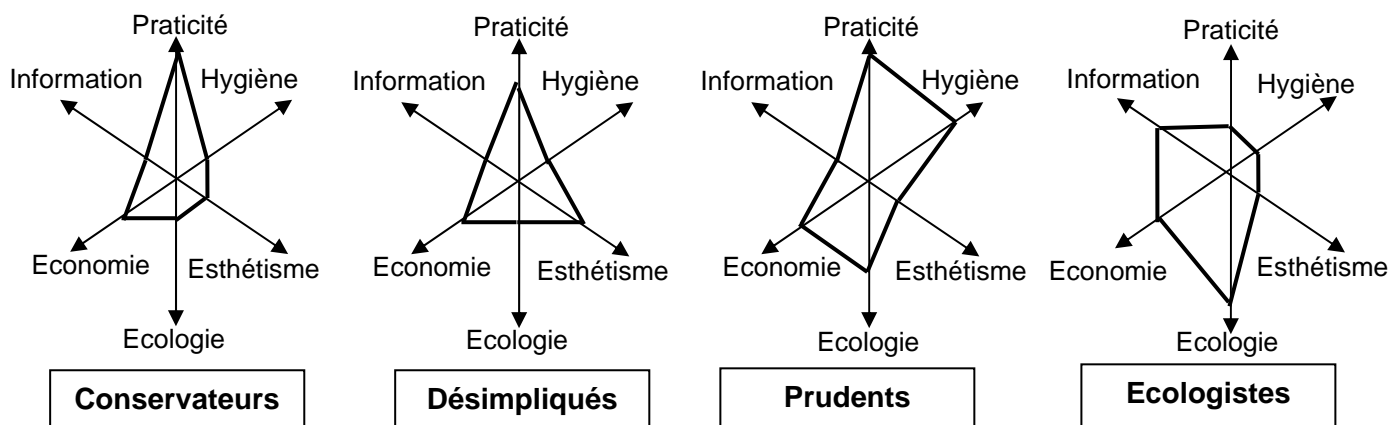 Praticité
Information
Hygiène
Economie
Esthétisme
Ecologie
Conservateurs
Praticité
Information
Hygiène
Economie
Esthétisme
Ecologie
Désimpliqués
Praticité
Information
Hygiène
Economie
Esthétisme
Ecologie
Prudents
Praticité
Information
Hygiène
Economie
Esthétisme
Ecologie
Ecologistes